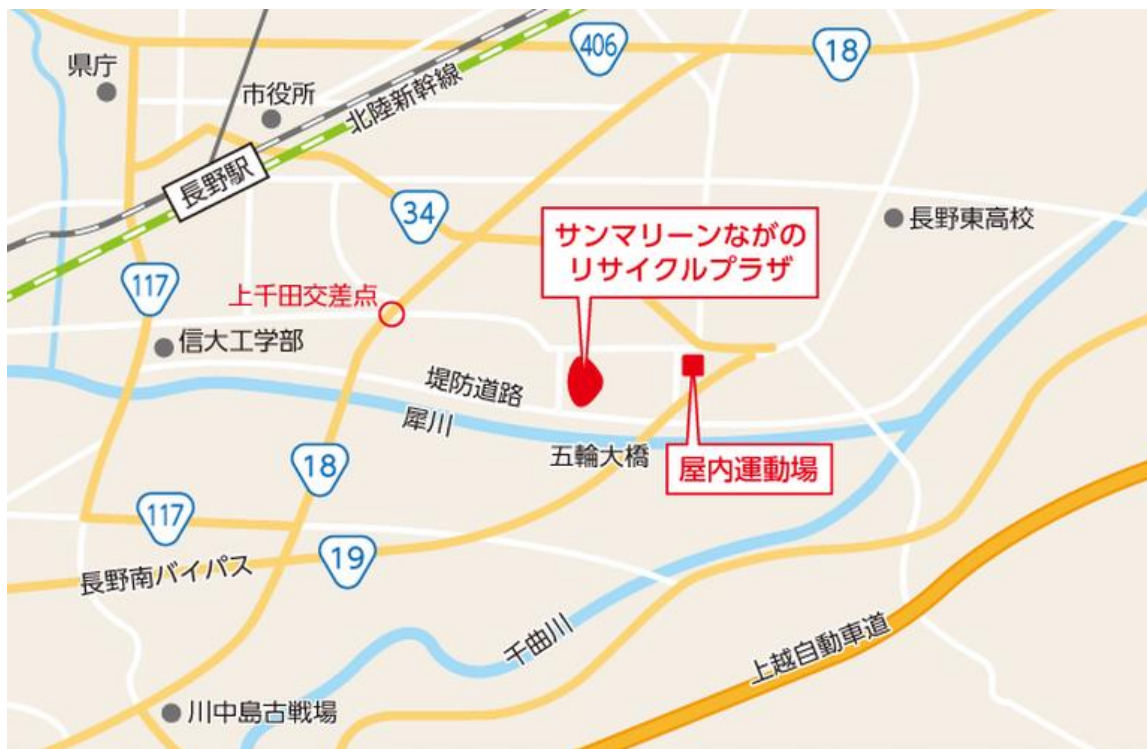 406
18
県庁
市役所
北陸新幹線
長野駅
34
長野東高校
サンマリーンながの
リサイクルプラザ
117
上千田交差点
信大工学部
堤防道路
犀川
五輪大橋
屋内運動場
18
117
19
長野南バイパス
千曲川
上越自動車道
川中島古戦場